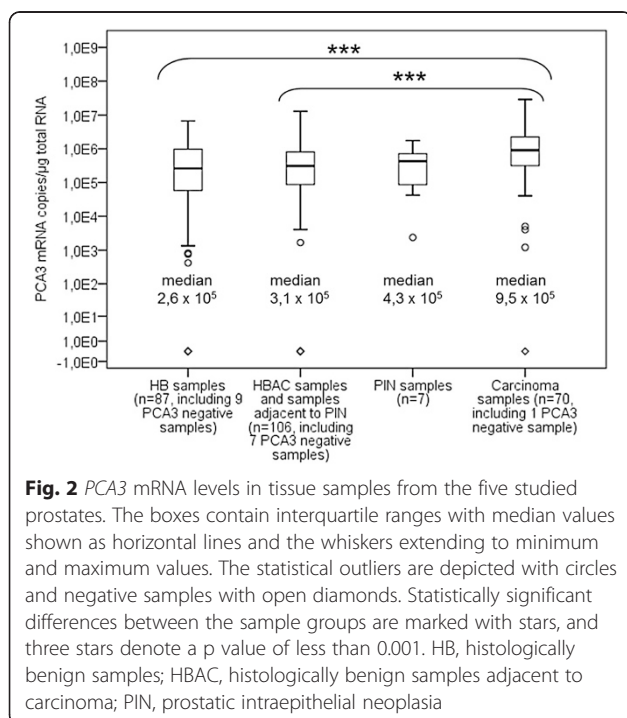 1,0E9
1,0E8
1,0E7
1,0E6
1,0E5
1,0E4
1,0E3
1,0E2
1,0E1
1,0E0
-1,0E0
PCA3 mRNA copies/µg total RNA
***
***
median
2,6 x 10⁵
median
3,1 x 10⁵
median
4,3 x 10⁵
median
9,5 x 10⁵
HB samples
(n=87, including 9
PCA3 negative
samples)
HBAC samples
and samples
adjacent to PIN
(n=106, including
7 PCA3 negative
samples)
PIN samples
(n=7)
Carcinoma
samples (n=70,
including 1 PCA3
negative sample)
Fig. 2 PCA3 mRNA levels in tissue samples from the five studied
prostates. The boxes contain interquartile ranges with median values
shown as horizontal lines and the whiskers extending to minimum
and maximum values. The statistical outliers are depicted with circles
and negative samples with open diamonds. Statistically significant
differences between the sample groups are marked with stars, and
three stars denote a p value of less than 0.001. HB, histologically
benign samples; HBAC, histologically benign samples adjacent to
carcinoma; PIN, prostatic intraepithelial neoplasia